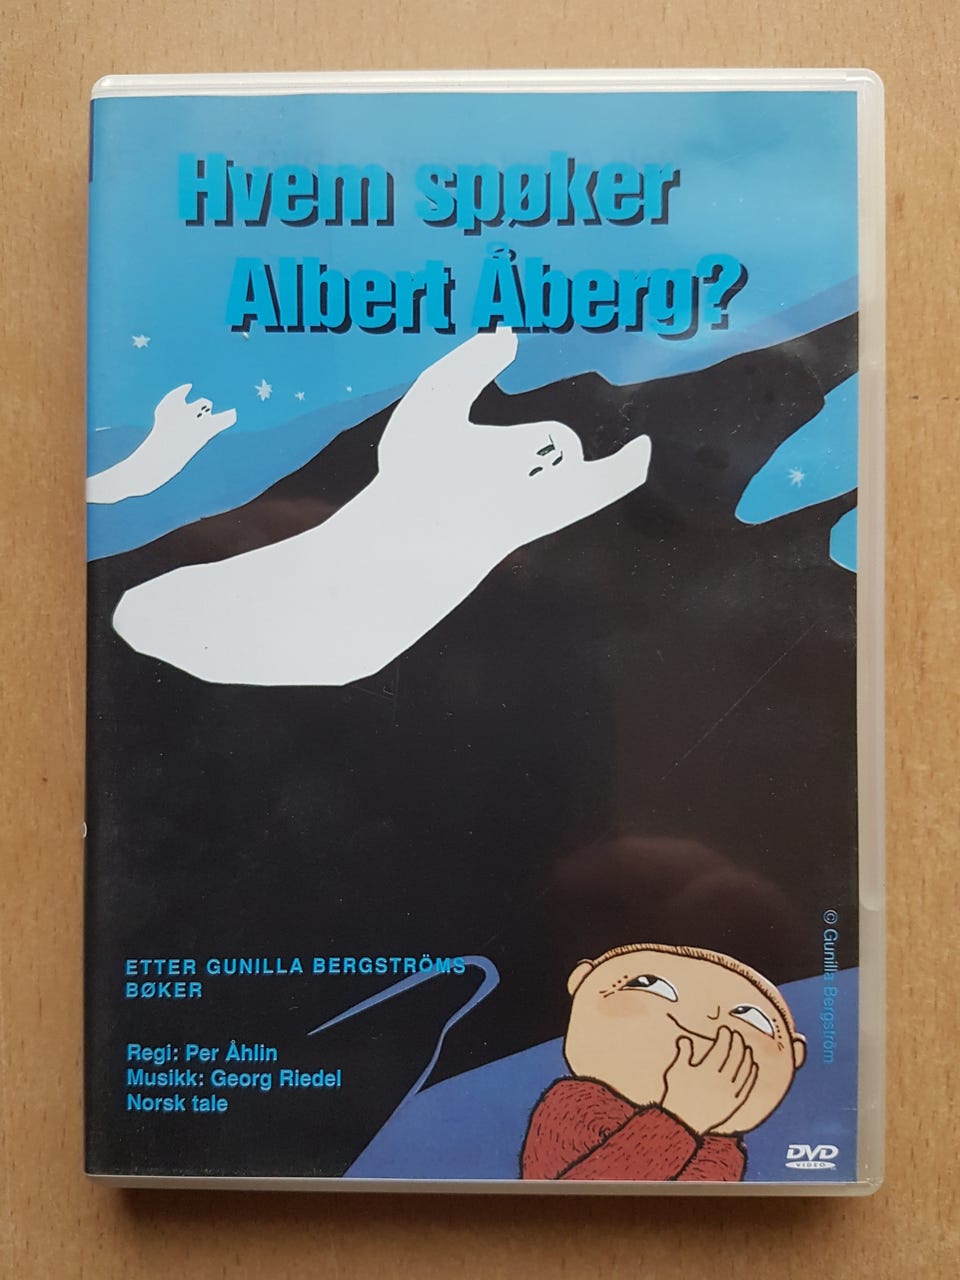 Hvem spøker
Albert Åberg?
ETTER GUNILLA BERGSTRÖMS
BØKER
Regi: Per Åhlin
Musikk: Georg Riedel
Norsk tale
© Gunilla Bergström
DVD
VIDEO